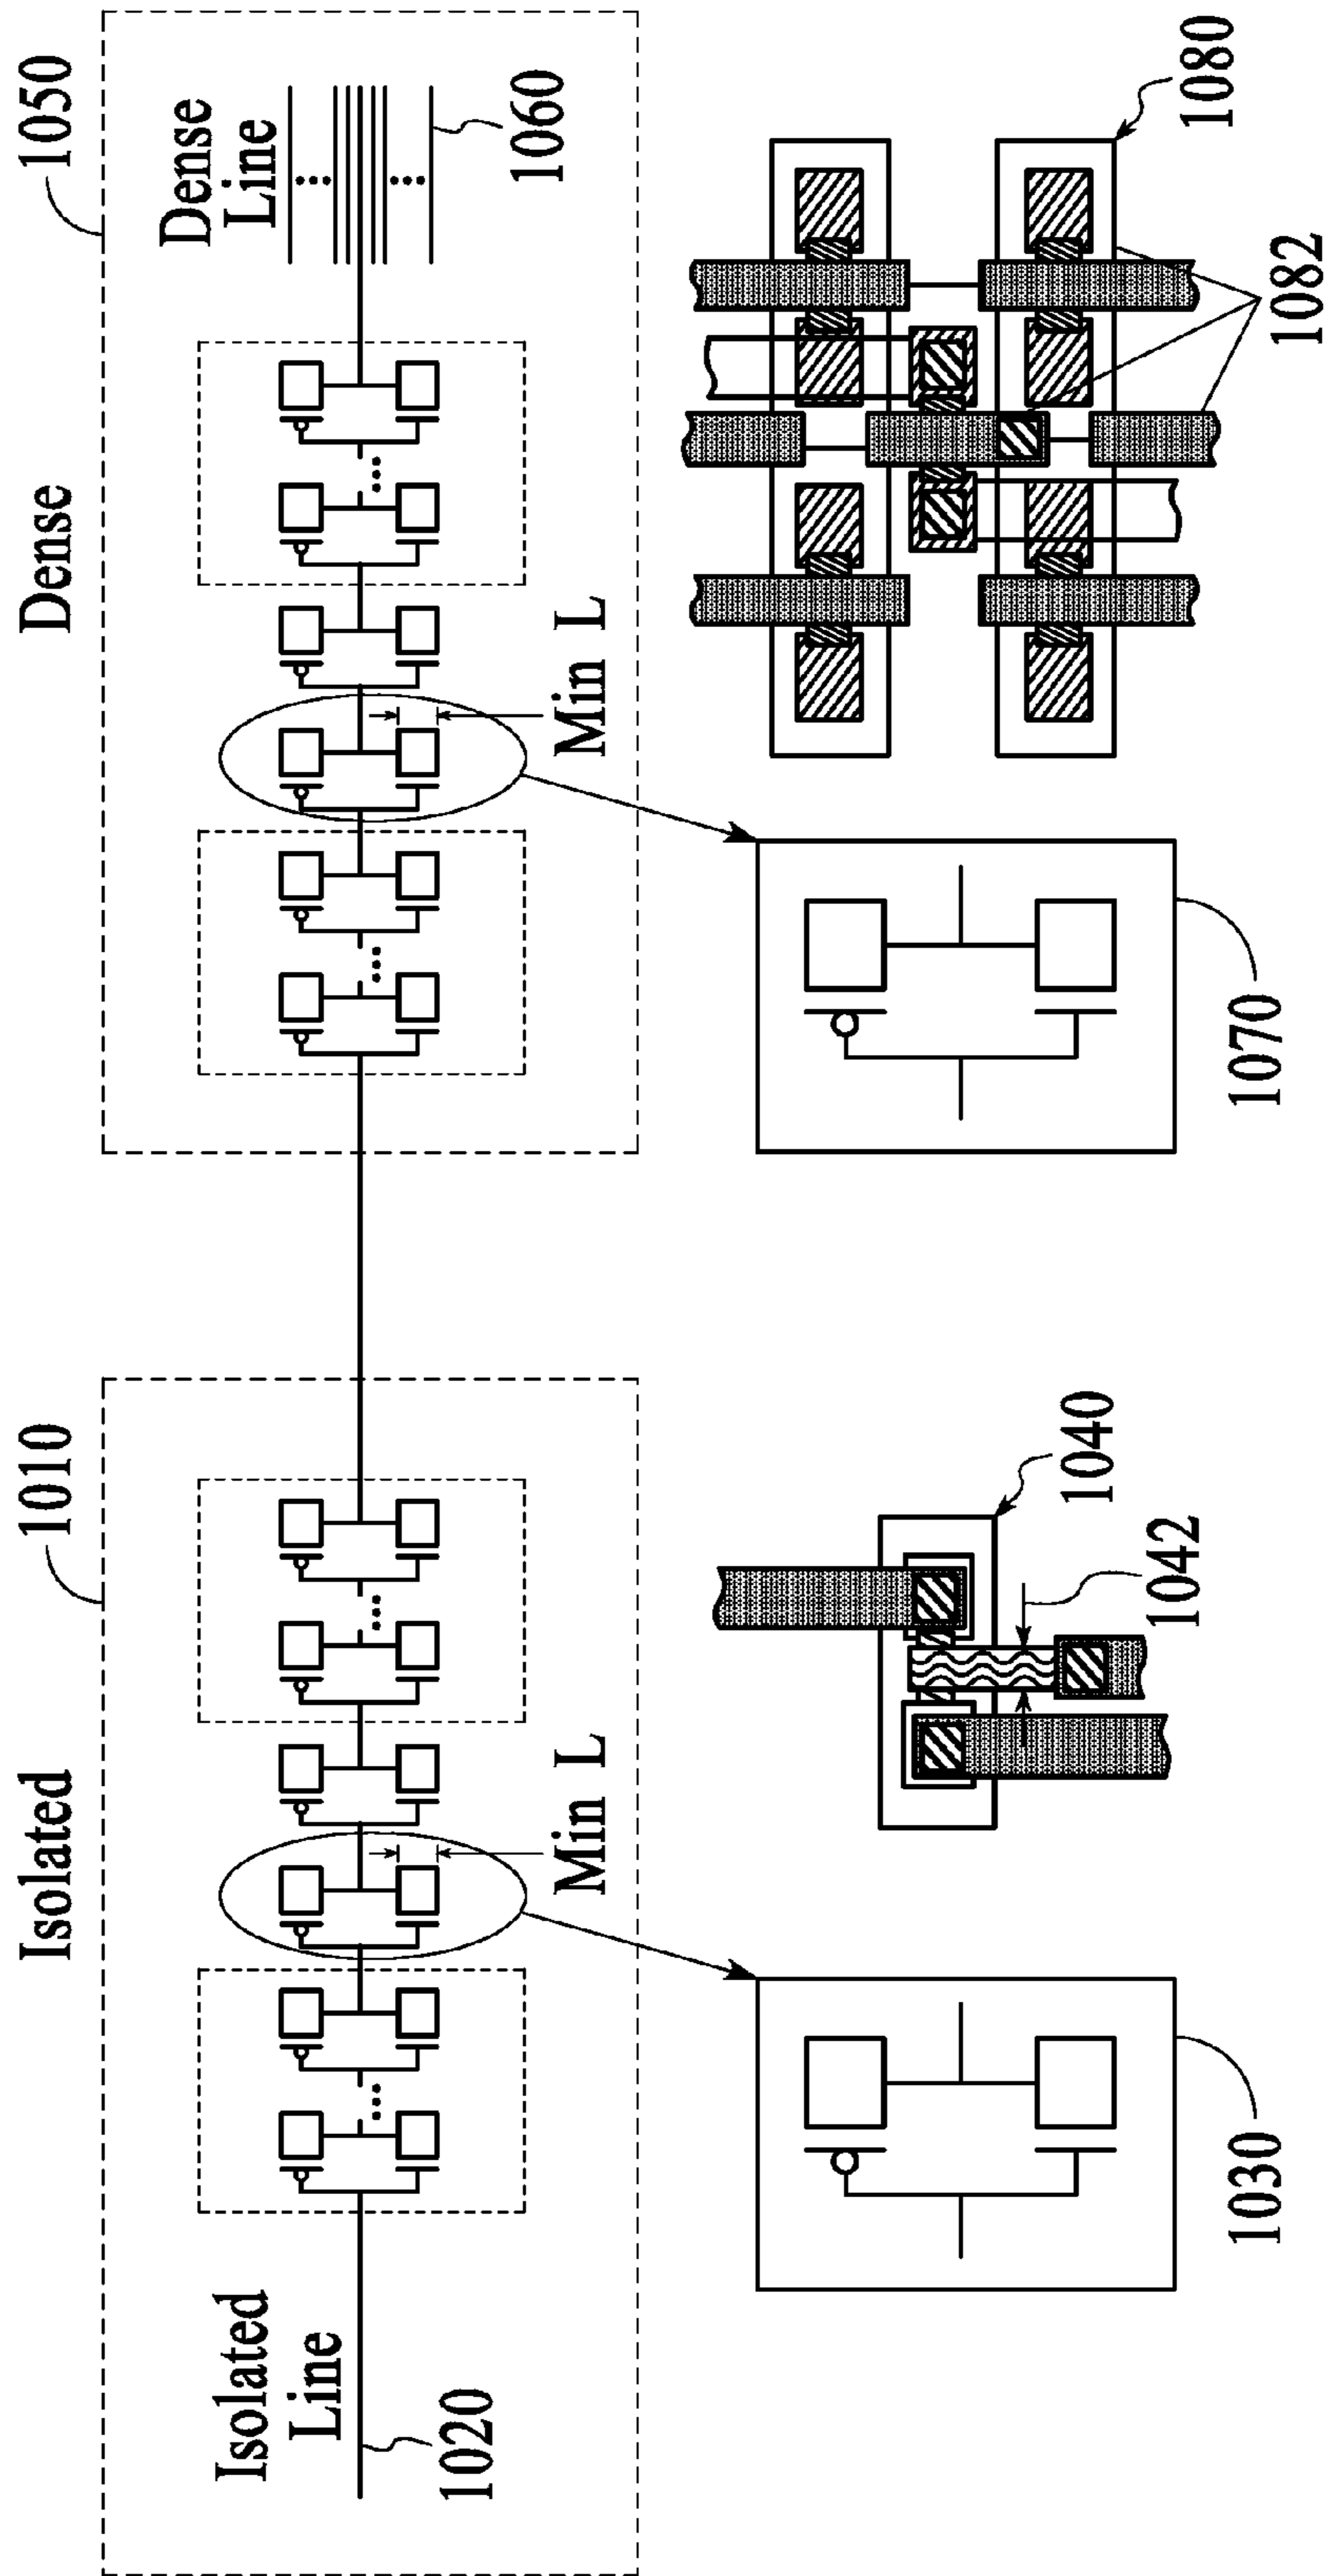 Isolated
1010
Dense
1050
Isolated
Line
1020
Min L
Min L
Dense
Line
1060
1030
1040
1042
1070
1080
1082